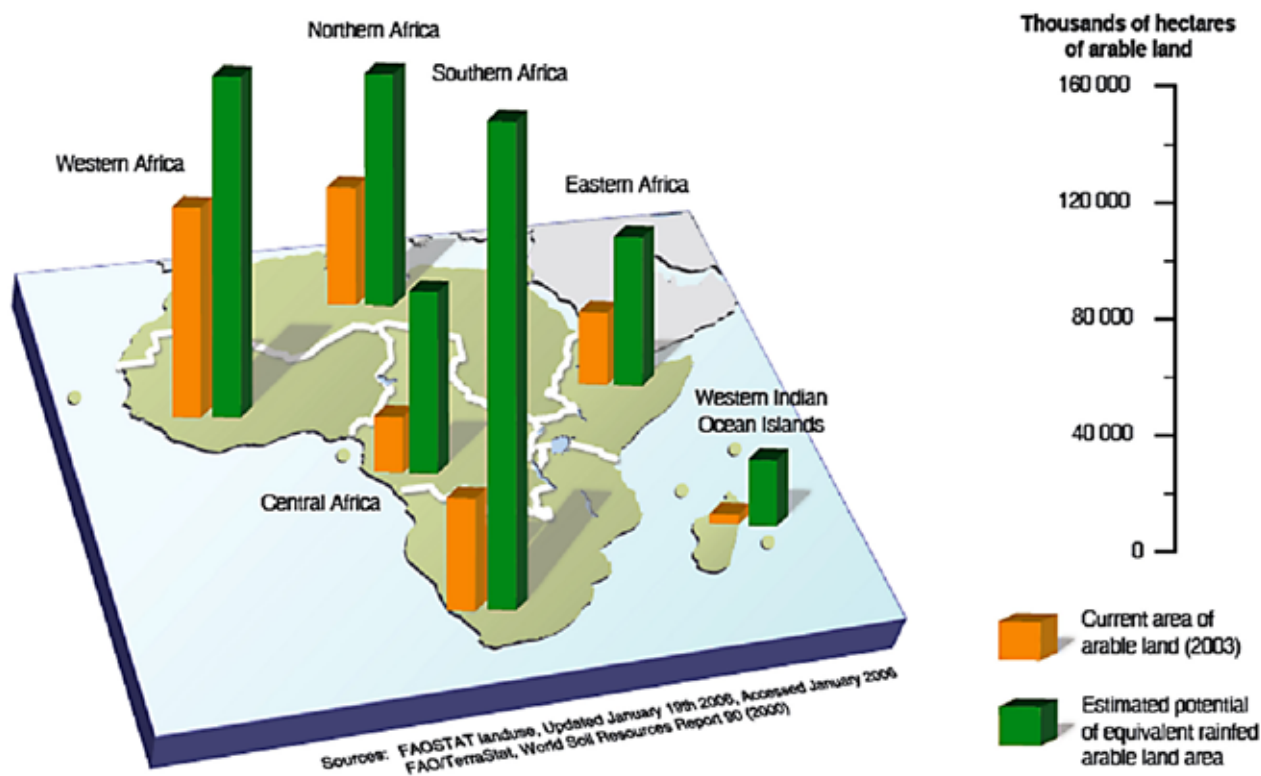 Northern Africa
Southern Africa
Western Africa
Eastern Africa
Western Indian
Ocean Islands
Central Africa
Thousands of hectares
of arable land
160 000
120 000
80 000
40 000
0
Current area of
arable land (2003)
Estimated potential
of equivalent rainfed
arable land area
Sources: FAOSTAT landuse, Updated January 19th 2006, Accessed January 2006
FAO/TerraStat, World Soil Resources Report 90 (2000)